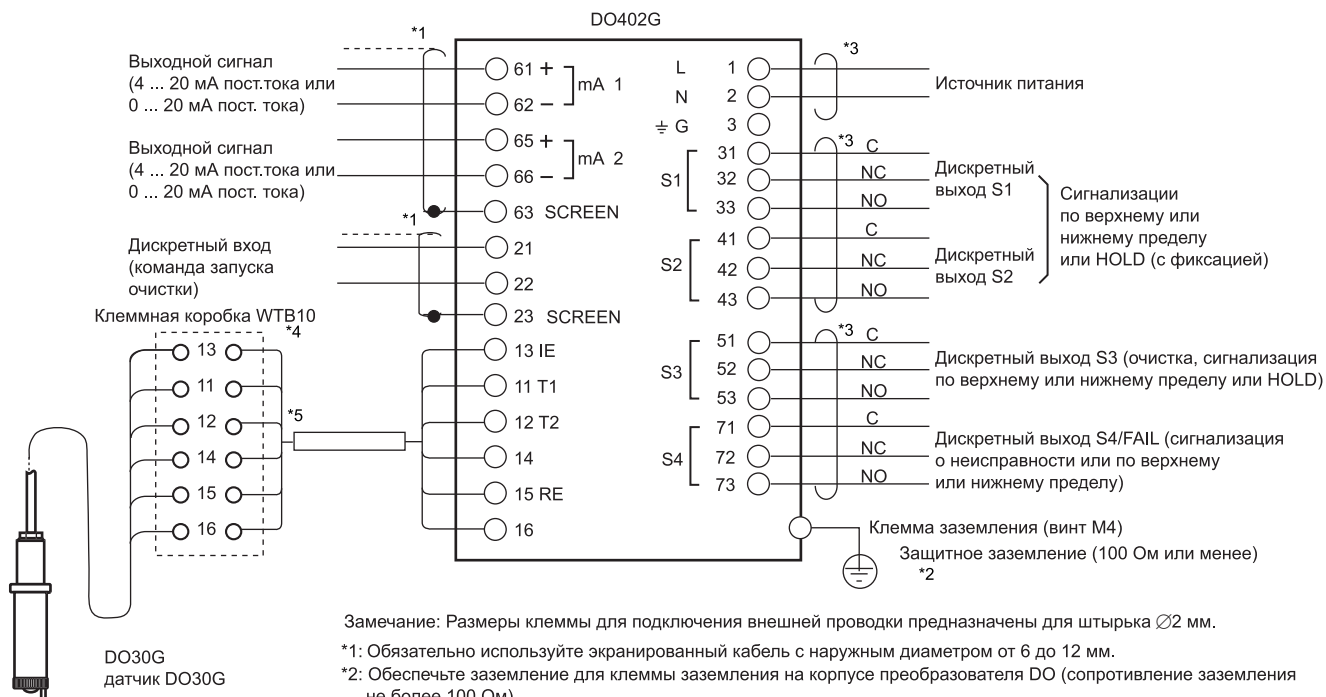 DO402G
*1
Выходной сигнал
(4 ... 20 мА пост.тока или
0 ... 20 мА пост. тока)
61 +
62 –
mA 1
Выходной сигнал
(4 ... 20 мА пост.тока или
0 ... 20 мА пост. тока)
65 +
66 –
mA 2
*1
63 SCREEN
Дискретный вход
(команда запуска
очистки)
21
22
23 SCREEN
Клеммная коробка WTB10
*4
13
11
12
14
15
16
*5
13 IE
11 T1
12 T2
14
15 RE
16
L 1
N 2
G 3
*3
Источник питания
S1
31
32
33
*3
C
NC
NO
Дискретный
выход S1
S2
41
42
43
C
NC
NO
Дискретный
выход S2
Сигнализации
по верхнему или
нижнему пределу
или HOLD (с фиксацией)
S3
51
52
53
*3
C
NC
NO
Дискретный выход S3 (очистка, сигнализация
по верхнему или нижнему пределу или HOLD)
S4
71
72
73
C
NC
NO
Дискретный выход S4/FAIL (сигнализация
о неисправности или по верхнему
или нижнему пределу)
Клемма заземления (винт М4)
Защитное заземление (100 Ом или менее)
*2
DO30G
датчик DO30G
Замечание: Размеры клеммы для подключения внешней проводки предназначены для штырька ∅2 мм.
*1: Обязательно используйте экранированный кабель с наружным диаметром от 6 до 12 мм.
*2: Обеспечьте заземление для клеммы заземления на корпусе преобразователя DO (сопротивление заземления
не более 100 Ом)